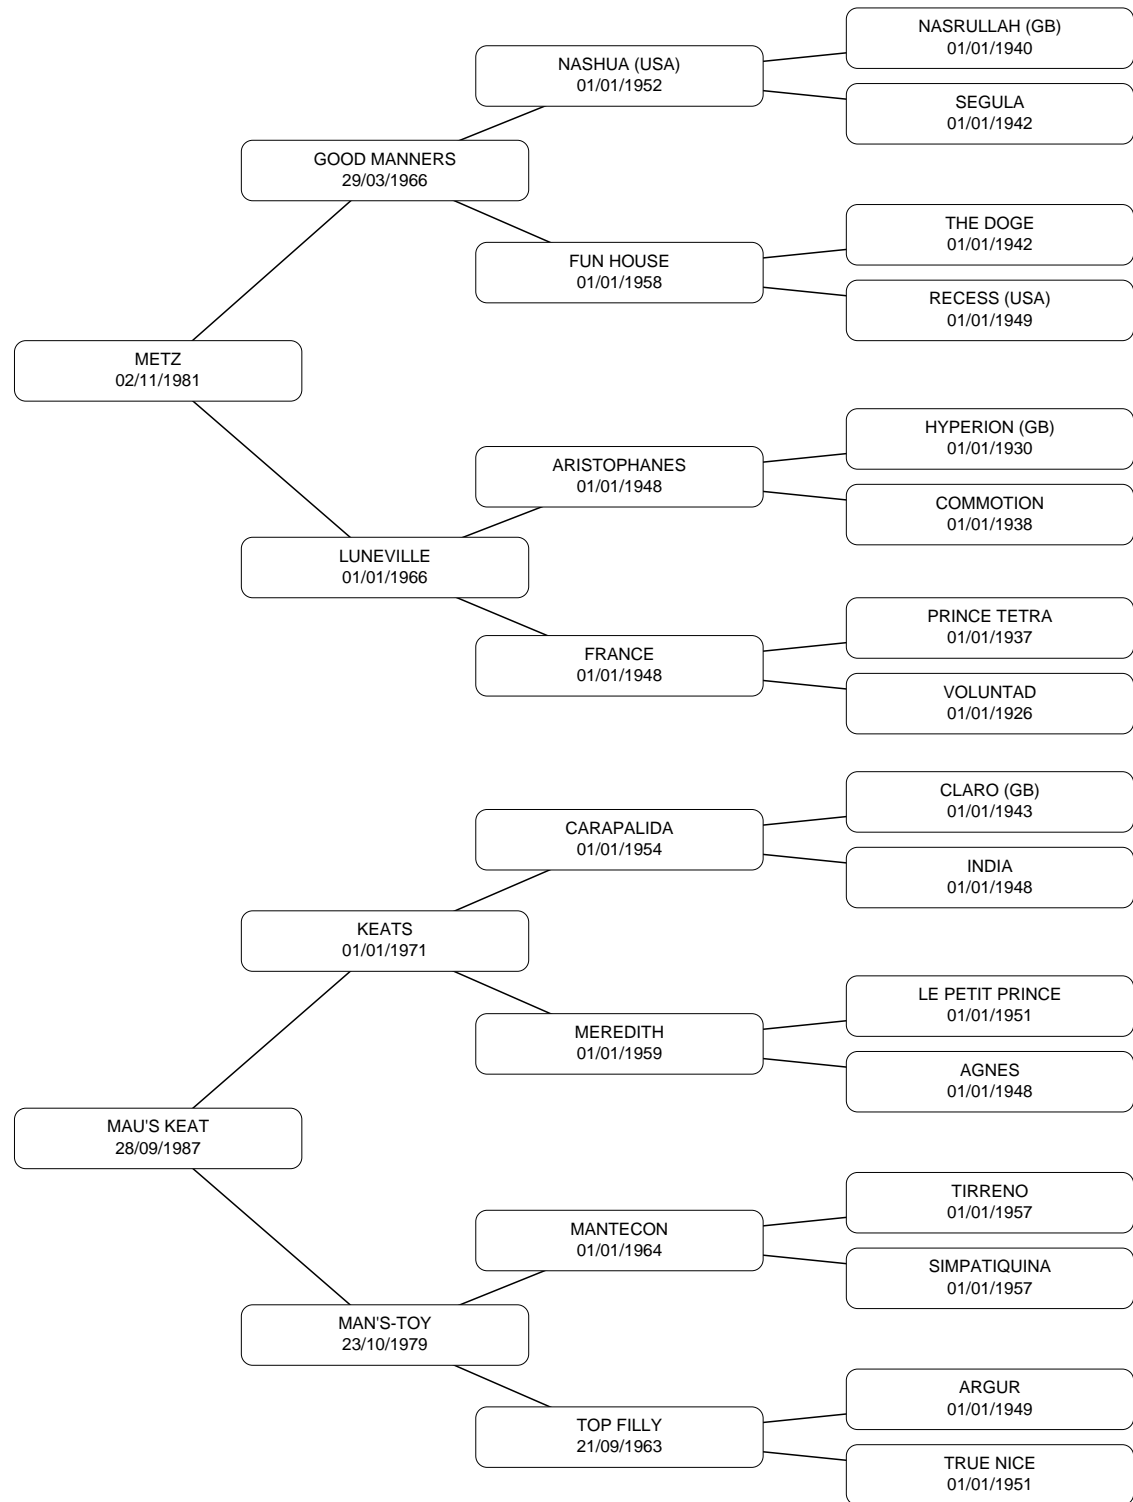 NASRULLAH (GB)
01/01/1940
NASHUA (USA)
01/01/1952
SEGULA
01/01/1942
GOOD MANNERS
29/03/1966
THE DOGE
01/01/1942
FUN HOUSE
01/01/1958
RECESS (USA)
01/01/1949
METZ
02/11/1981
HYPERION (GB)
01/01/1930
ARISTOPHANES
01/01/1948
COMMOTION
01/01/1938
LUNEVILLE
01/01/1966
PRINCE TETRA
01/01/1937
FRANCE
01/01/1948
VOLUNTAD
01/01/1926
CLARO (GB)
01/01/1943
CARAPALIDA
01/01/1954
INDIA
01/01/1948
KEATS
01/01/1971
LE PETIT PRINCE
01/01/1951
MEREDITH
01/01/1959
AGNES
01/01/1948
MAU'S KEAT
28/09/1987
TIRRENO
01/01/1957
MANTECON
01/01/1964
SIMPATIQUINA
01/01/1957
MAN'S-TOY
23/10/1979
ARGUR
01/01/1949
TOP FILLY
21/09/1963
TRUE NICE
01/01/1951